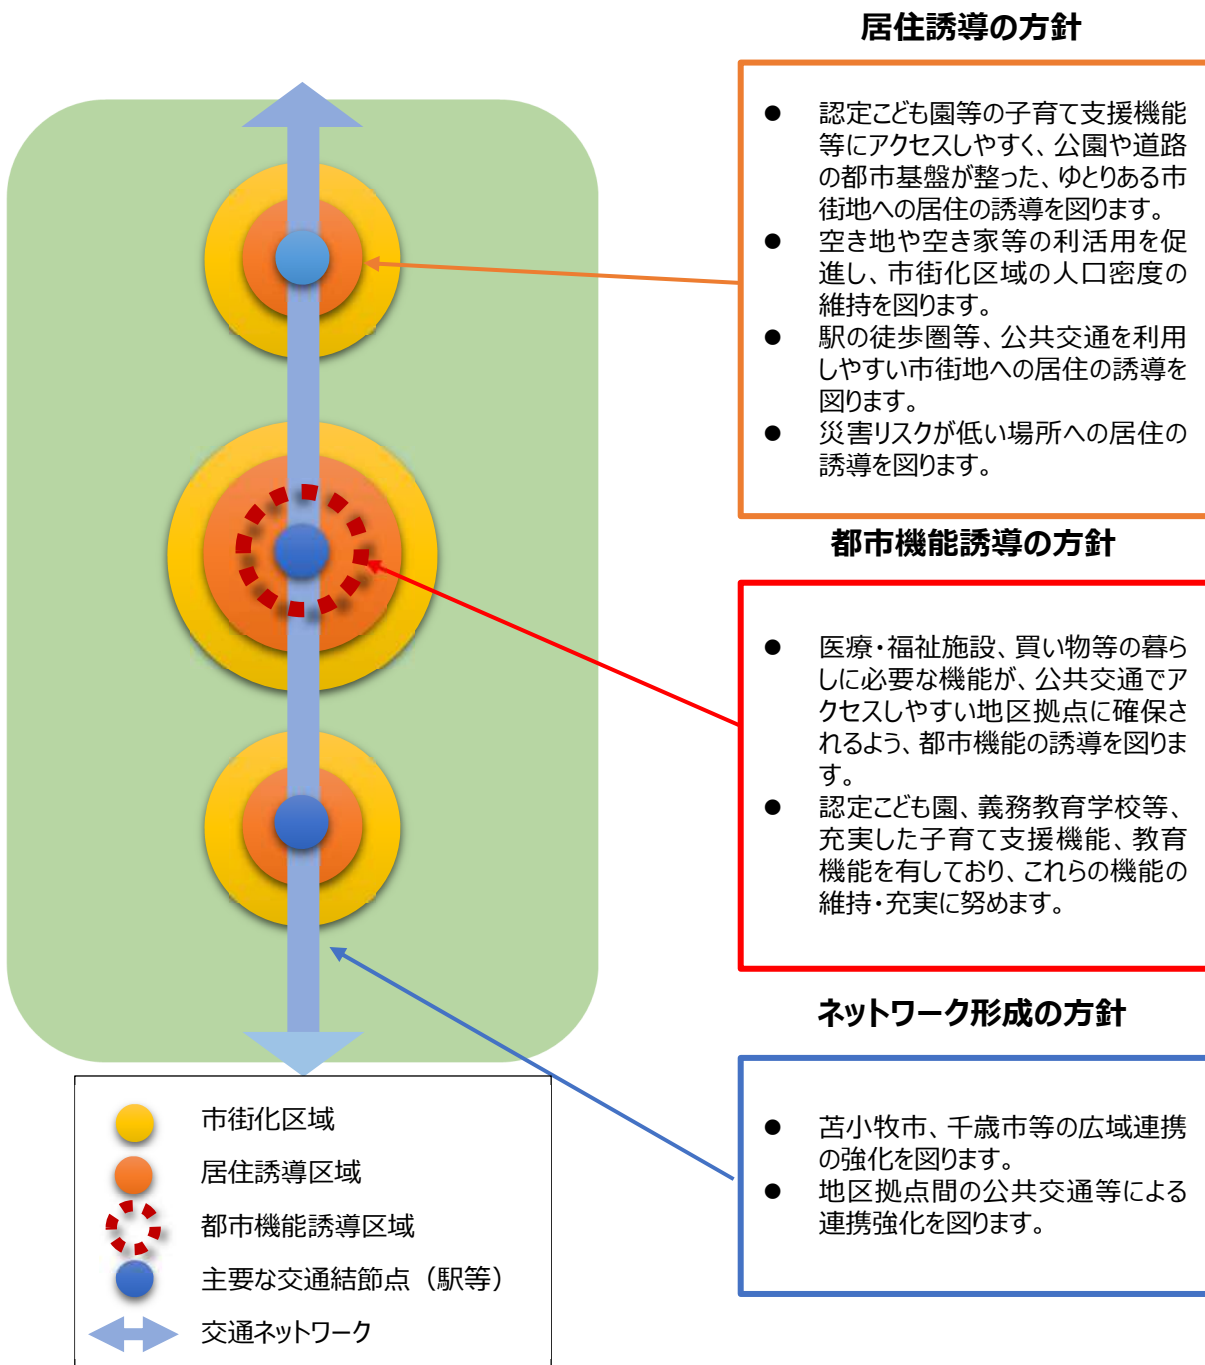 居住誘導の方針
● 認定こども園等の子育て支援機能
等にアクセスしやすく、公園や道路
の都市基盤が整った、ゆとりある市
街地への居住の誘導を図ります。
● 空き地や空き家等の利活用を促
進し、市街化区域の人口密度の
維持を図ります。
● 駅の徒歩圏等、公共交通を利用
しやすい市街地への居住の誘導を
図ります。
● 災害リスクが低い場所への居住の
誘導を図ります。
都市機能誘導の方針
● 医療・福祉施設、買い物等の暮ら
しに必要な機能が、公共交通でア
クセスしやすい地区拠点に確保さ
れるよう、都市機能の誘導を図りま
す。
● 認定こども園、義務教育学校等、
充実した子育て支援機能、教育
機能を有しており、これらの機能の
維持・充実に努めます。
ネットワーク形成の方針
● 苫小牧市、千歳市等の広域連携
の強化を図ります。
● 地区拠点間の公共交通等による
連携強化を図ります。
市街化区域
居住誘導区域
都市機能誘導区域
主要な交通結節点（駅等）
交通ネットワーク